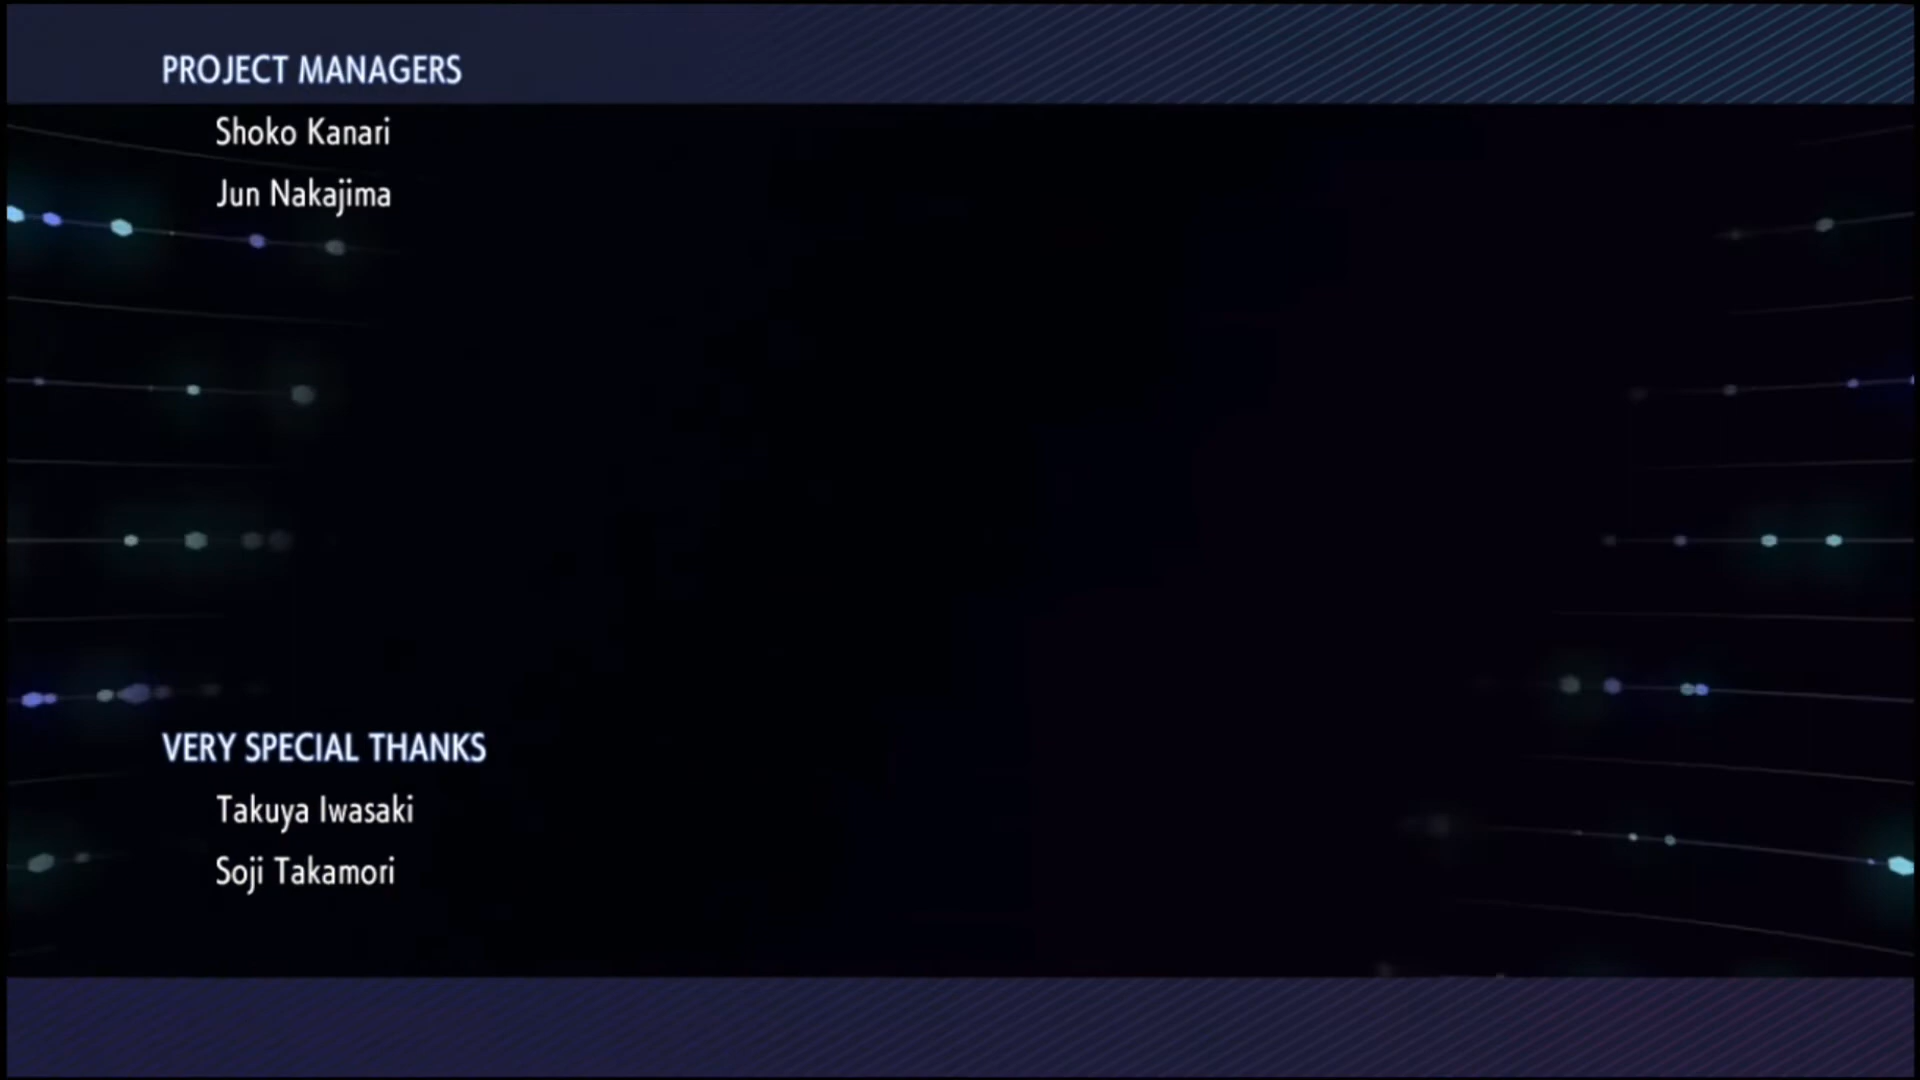 PROJECT MANAGERS
Shoko Kanari
Jun Nakajima
VERY SPECIAL THANKS
Takuya Iwasaki
Soji Takamori